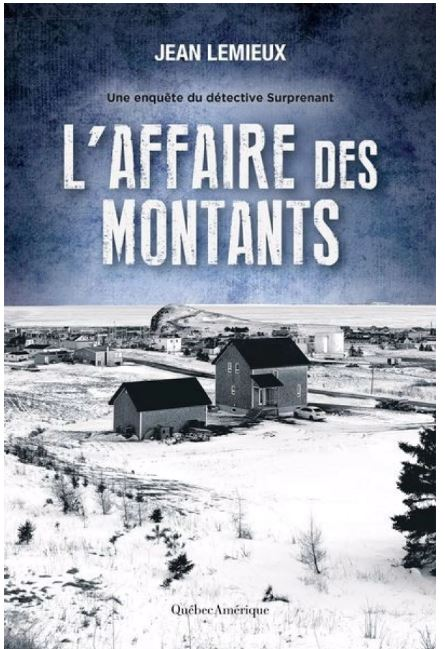 JEAN LEMIEUX
Une enquête du détective Surprenant
L'AFFAIRE DES
MONTANTS
QuébecAmérique